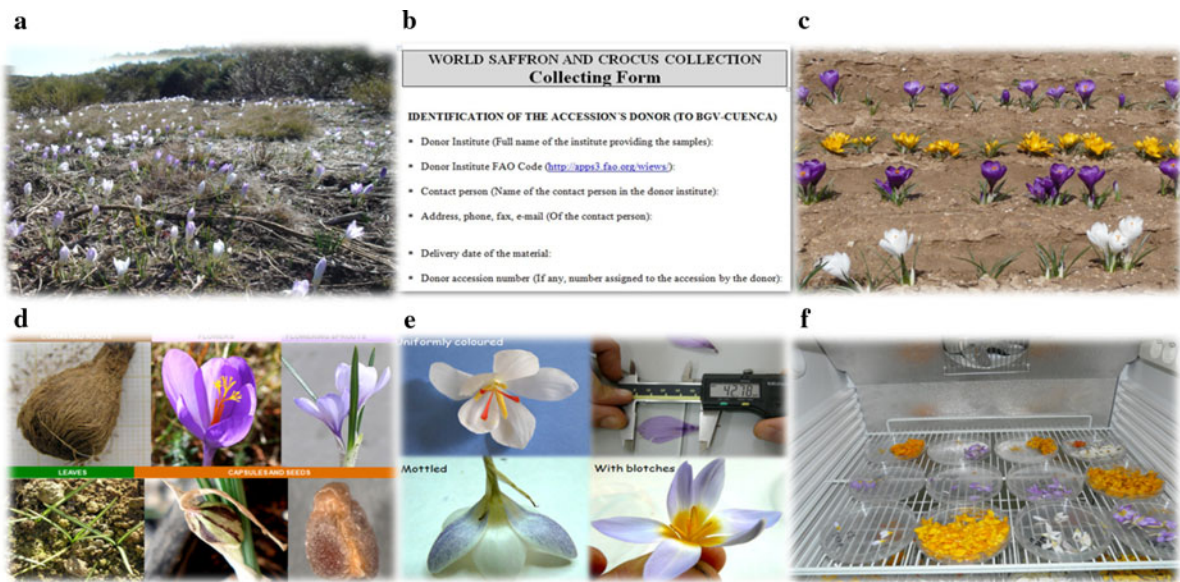 a
b
c
WORLD SAFFRON AND CROCUS COLLECTION
Collecting Form
IDENTIFICATION OF THE ACCESSION´S DONOR (TO BGV-CUENCA)
Donor Institute (Full name of the institute providing the samples):
Donor Institute FAO Code (http://apps3.fao.org/wiews/):
Contact person (Name of the contact person in the donor institute):
Address, phone, fax, e-mail (Of the contact person):
Delivery date of the material:
Donor accession number (If any, number assigned to the accession by the donor):
d
e
f
Uniformly coloured
42.78
LEAVES
CAPSULES AND SEEDS
Mottled
With blotches